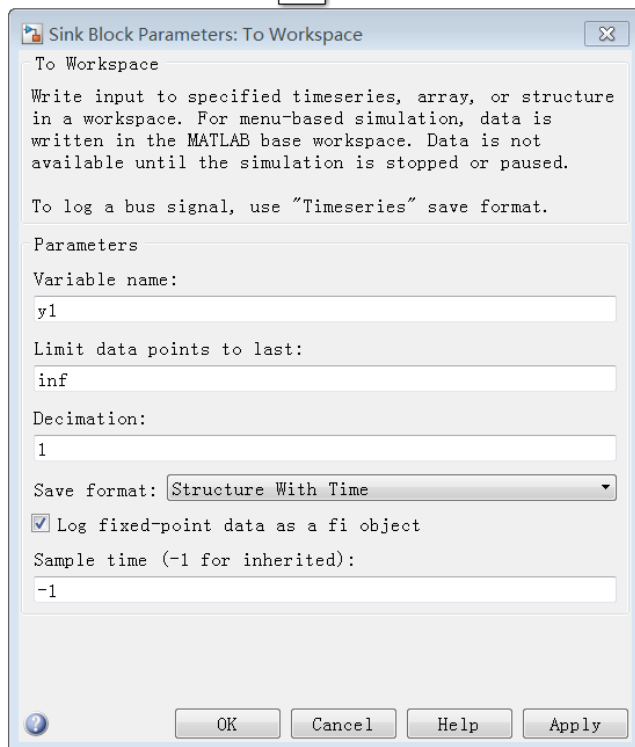 Sink Block Parameters: To Workspace
To Workspace
Write input to specified timeseries, array, or structure
in a workspace. For menu-based simulation, data is
written in the MATLAB base workspace. Data is not
available until the simulation is stopped or paused.
To log a bus signal, use "Timeseries" save format.
Parameters
Variable name:
y1
Limit data points to last:
inf
Decimation:
1
Save format: Structure With Time
Log fixed-point data as a fi object
Sample time (-1 for inherited):
-1
OK Cancel Help Apply